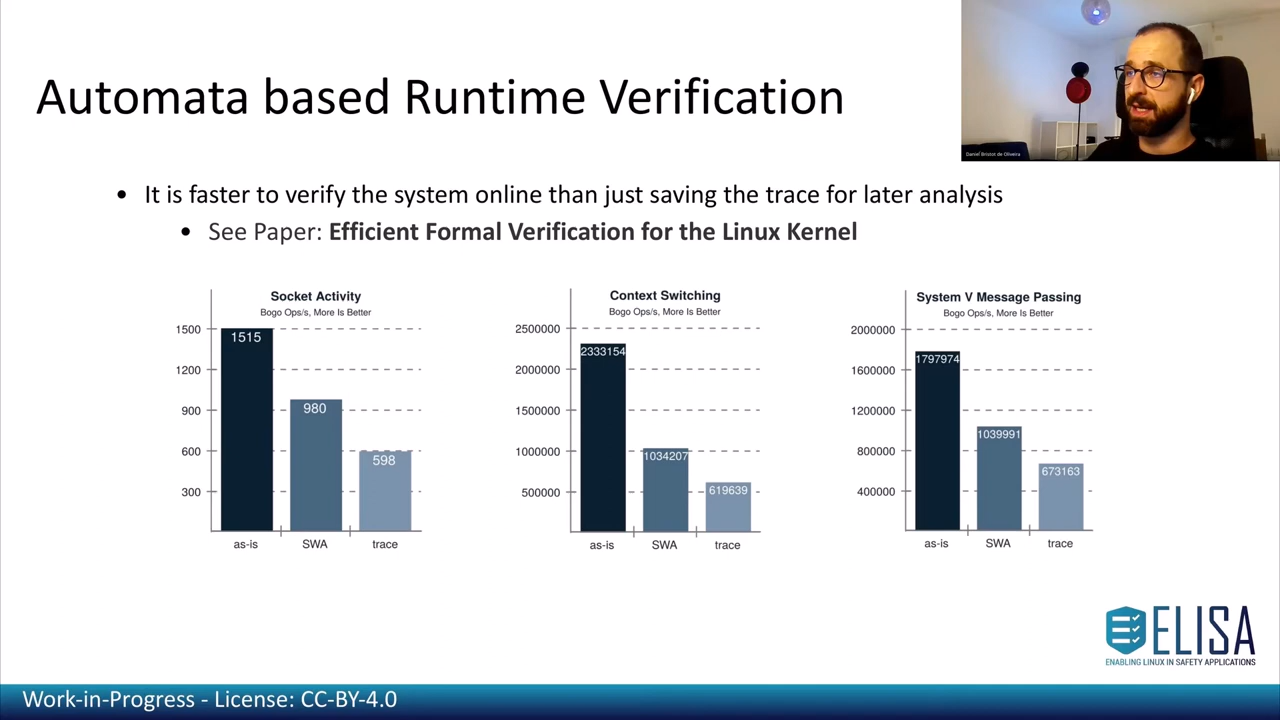 Automata based Runtime Verification
Daniel Bristot de Oliveira
• It is faster to verify the system online than just saving the trace for later analysis
• See Paper: Efficient Formal Verification for the Linux Kernel
Socket Activity
Bogo Ops/s, More Is Better
1500
1200
900
600
300
1515
980
598
as-is
SWA
trace
Context Switching
Bogo Ops/s, More Is Better
2500000
2000000
1500000
1000000
500000
2333154
1034207
619639
as-is
SWA
trace
System V Message Passing
Bogo Ops/s, More Is Better
2000000
1600000
1200000
800000
400000
1797974
1039991
673163
as-is
SWA
trace
ELISA
ENABLING LINUX IN SAFETY APPLICATIONS
Work-in-Progress - License: CC-BY-4.0